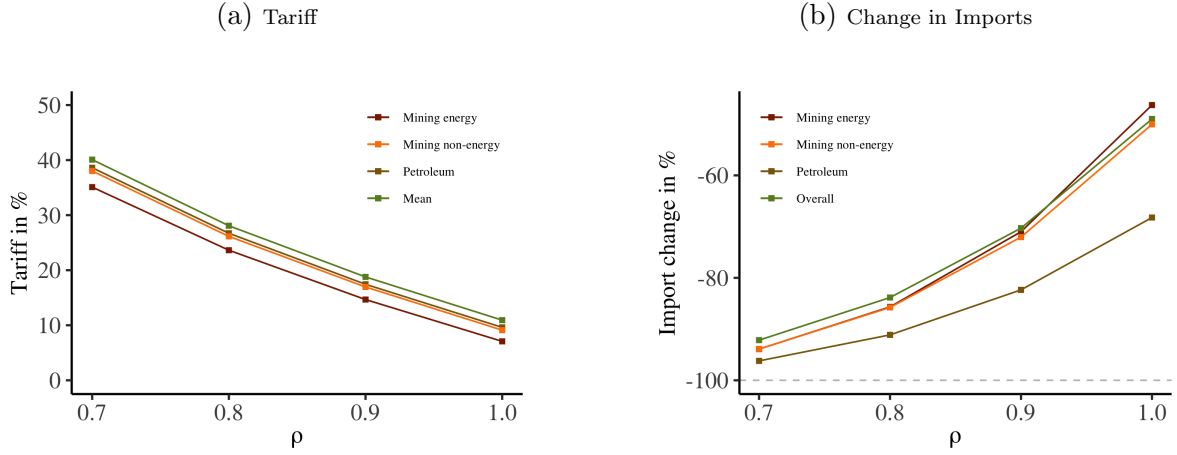 (a) Tariff
50
40
30
20
10
0
Tariff in %
Mining energy
Mining non-energy
Petroleum
Mean
0.7 0.8 0.9 1.0
ρ
(b) Change in Imports
-60
-80
-100
Import change in %
Mining energy
Mining non-energy
Petroleum
Overall
0.7 0.8 0.9 1.0
ρ